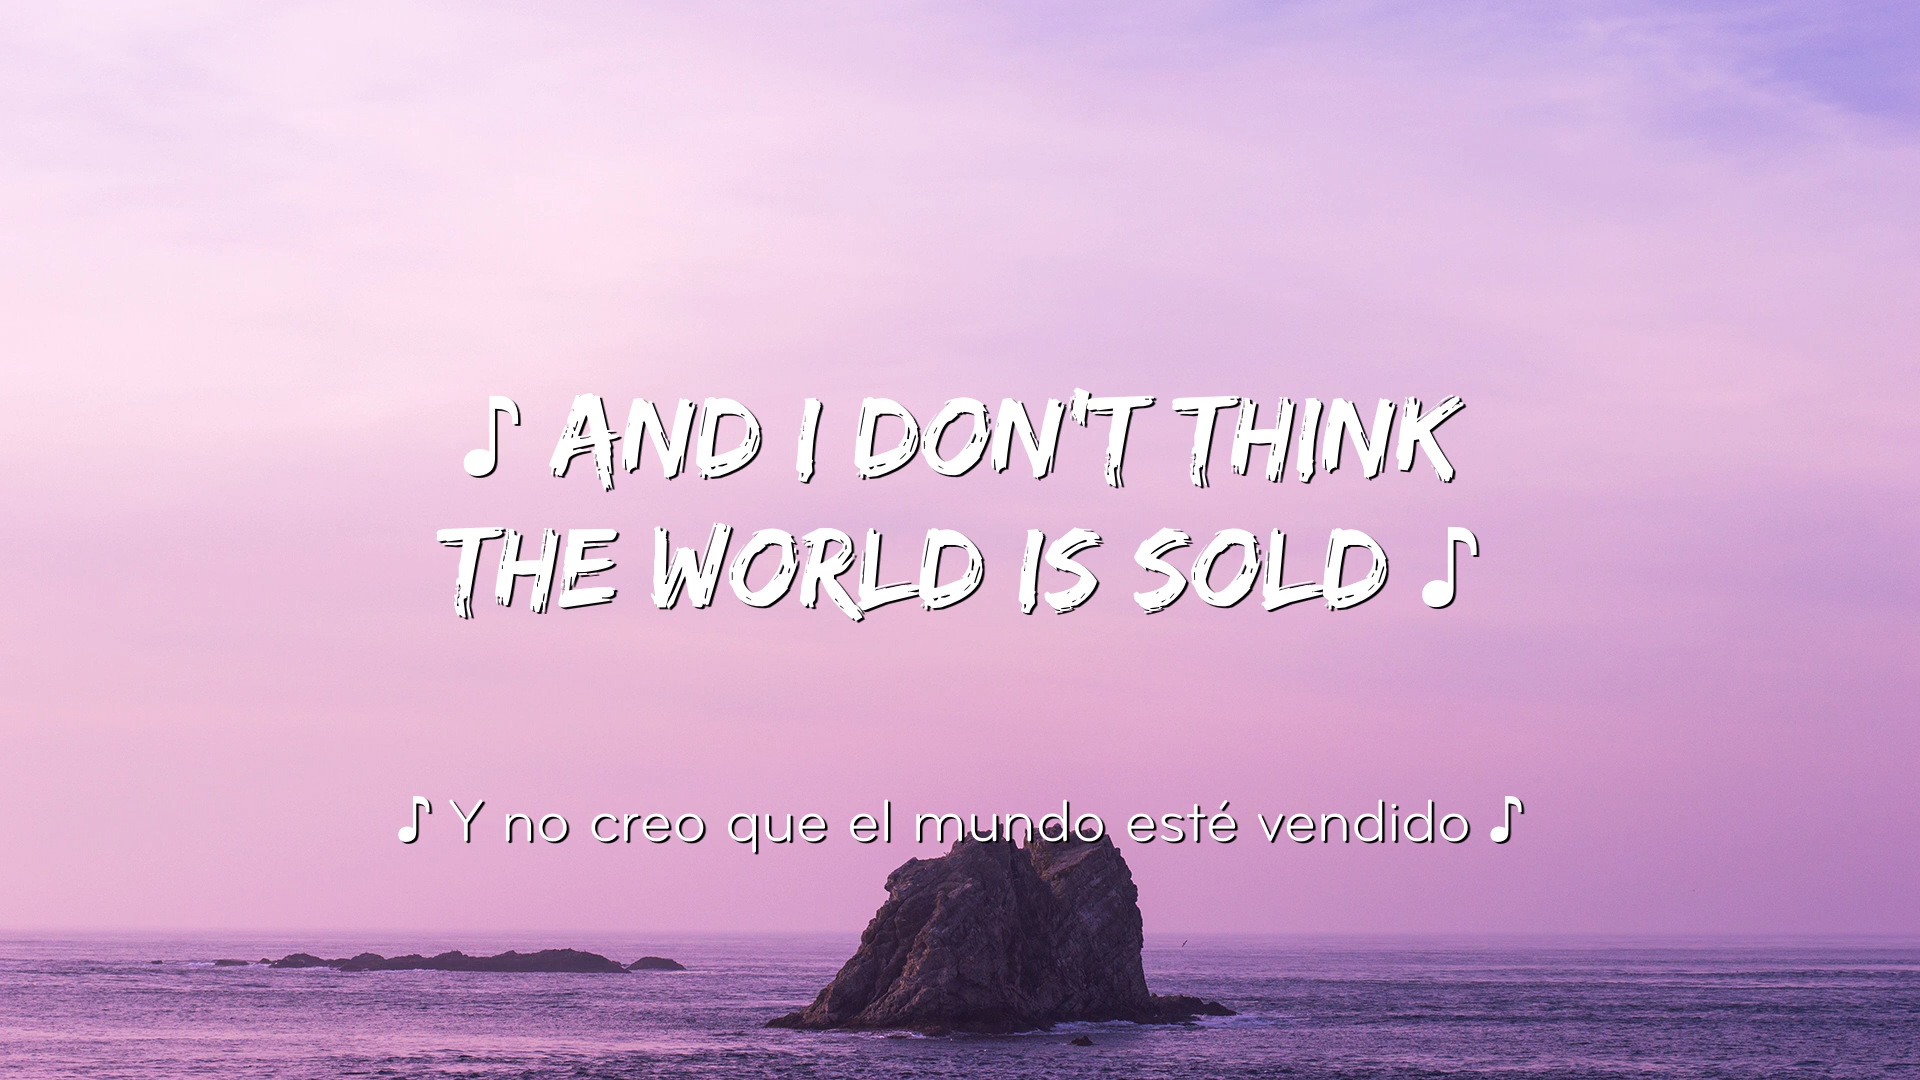 ♪ AND I DON'T THINK
THE WORLD IS SOLD ♪
♪ Y no creo que el mundo esté vendido ♪